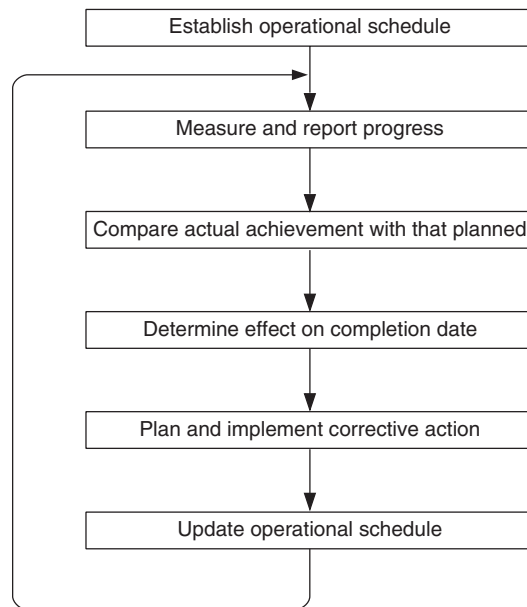 Establish operational schedule
Measure and report progress
Compare actual achievement with that planned
Determine effect on completion date
Plan and implement corrective action
Update operational schedule